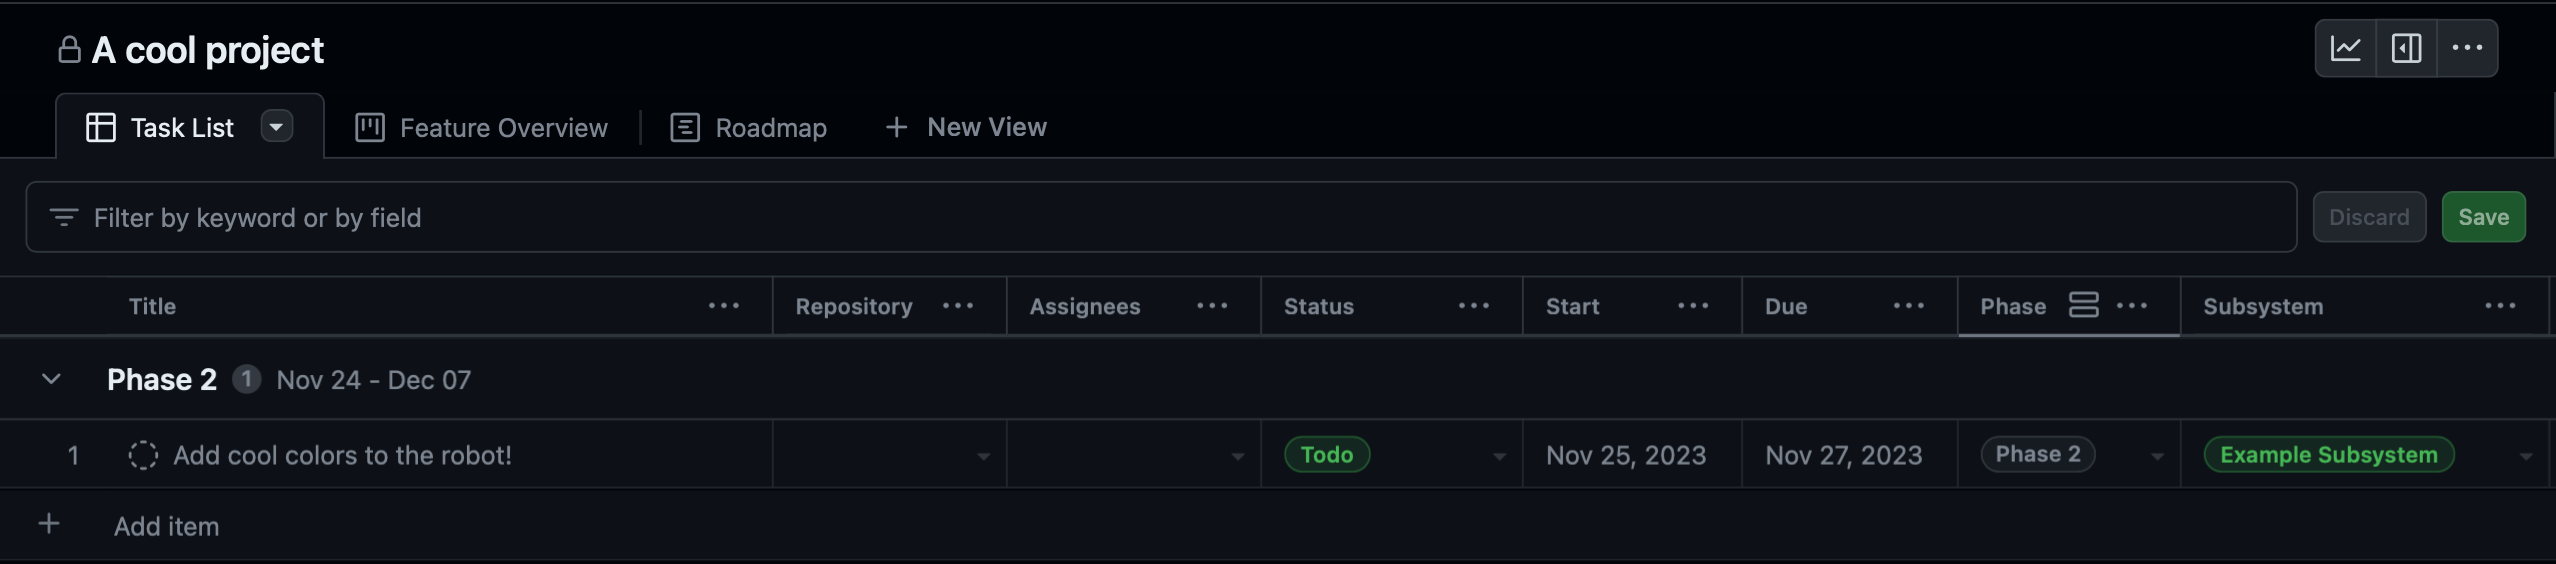 A cool project
Task List Feature Overview Roadmap + New View
Filter by keyword or by field Discard Save
Title Repository Assignees Status Start Due Phase Subsystem
Phase 2 1 Nov 24 - Dec 07
1 Add cool colors to the robot! Todo Nov 25, 2023 Nov 27, 2023 Phase 2 Example Subsystem
+ Add item